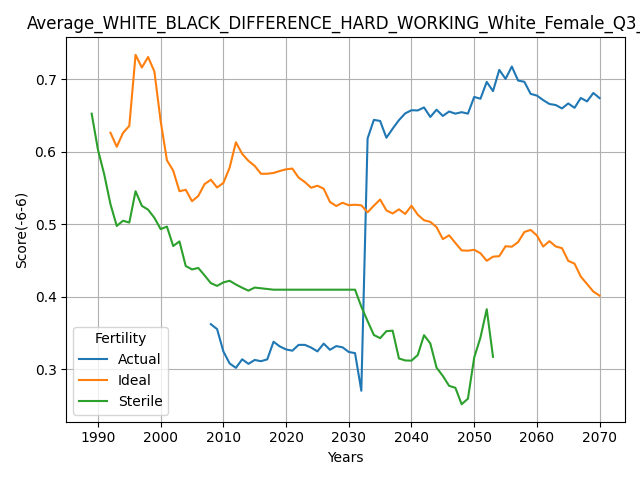 Average_WHITE_BLACK_DIFFERENCE_HARD_WORKING_White_Female_Q3_
Score(-6-6)
0.7
0.6
0.5
0.4
0.3
Fertility
Actual
Ideal
Sterile
1990 2000 2010 2020 2030 2040 2050 2060 2070
Years